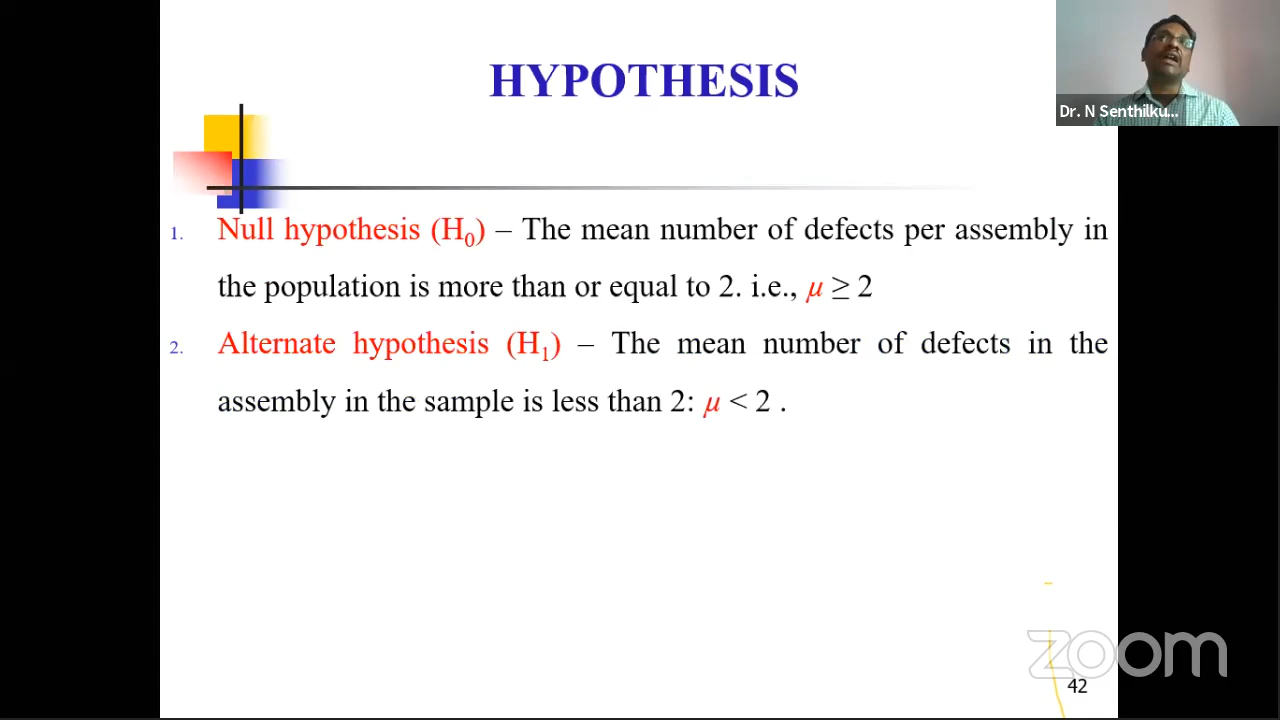 HYPOTHESIS
Dr. N Senthilku...
1. Null hypothesis (H₀) – The mean number of defects per assembly in
the population is more than or equal to 2. i.e., μ ≥ 2
2. Alternate hypothesis (H₁) – The mean number of defects in the
assembly in the sample is less than 2: μ < 2 .
zoom
42